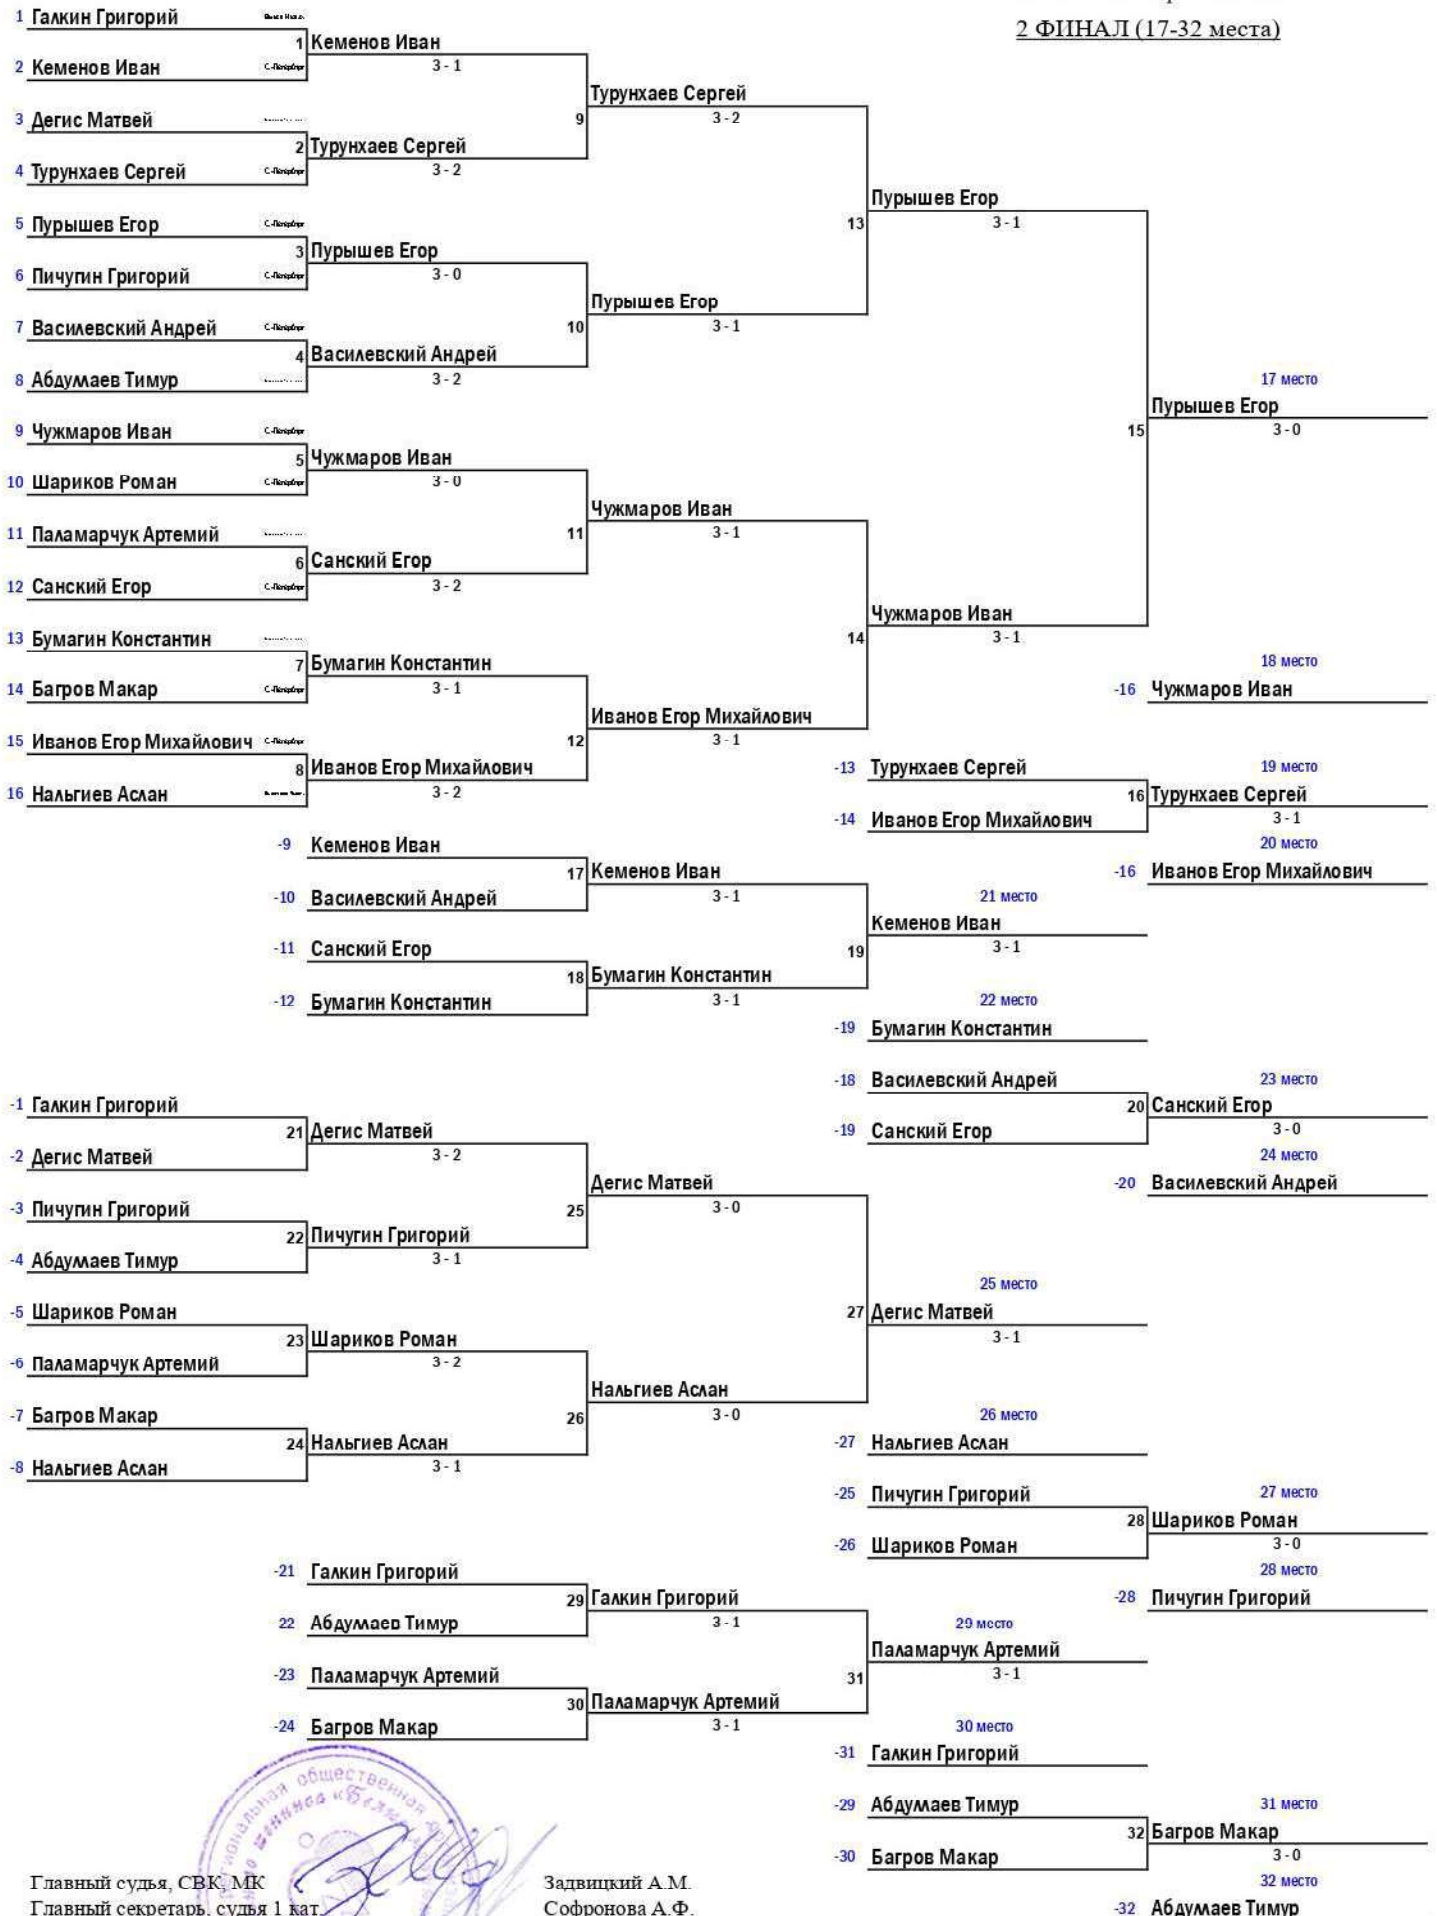 2 ФИНАЛ (17-32 места)
1 Галкин Григорий
1 Кеменов Иван
3 - 1
2 Кеменов Иван С.-Петербург
Турунхаев Сергей
9 3 - 2
3 Дегис Матвей
2 Турунхаев Сергей
3 - 2
4 Турунхаев Сергей С.-Петербург
Пурышев Егор
13 3 - 1
5 Пурышев Егор С.-Петербург
3 Пурышев Егор
3 - 0
6 Пичугин Григорий С.-Петербург
Пурышев Егор
10 3 - 1
7 Василевский Андрей С.-Петербург
4 Василевский Андрей
3 - 2
8 Абдуллаев Тимур
17 место
Пурышев Егор
15 3 - 0
9 Чужмаров Иван С.-Петербург
5 Чужмаров Иван
3 - 0
10 Шариков Роман С.-Петербург
Чужмаров Иван
11 3 - 1
11 Паламарчук Артемий
6 Санский Егор
3 - 2
12 Санский Егор С.-Петербург
Чужмаров Иван
14 3 - 1
13 Бумагин Константин
7 Бумагин Константин
3 - 1
14 Багров Макар С.-Петербург
18 место
-16 Чужмаров Иван
Иванов Егор Михайлович
12 3 - 1
15 Иванов Егор Михайлович С.-Петербург
8 Иванов Егор Михайлович
3 - 2
16 Нальгиев Аслан
-13 Турунхаев Сергей
19 место
16 Турунхаев Сергей
3 - 1
-14 Иванов Егор Михайлович
20 место
-16 Иванов Егор Михайлович
-9 Кеменов Иван
17 Кеменов Иван
3 - 1
-10 Василевский Андрей
21 место
Кеменов Иван
19 3 - 1
-11 Санский Егор
18 Бумагин Константин
3 - 1
-12 Бумагин Константин
22 место
-19 Бумагин Константин
-18 Василевский Андрей
23 место
20 Санский Егор
3 - 0
-19 Санский Егор
24 место
-20 Василевский Андрей
-1 Галкин Григорий
21 Дегис Матвей
3 - 2
-2 Дегис Матвей
Дегис Матвей
25 3 - 0
-3 Пичугин Григорий
22 Пичугин Григорий
3 - 1
-4 Абдуллаев Тимур
25 место
27 Дегис Матвей
3 - 1
-5 Шариков Роман
23 Шариков Роман
3 - 2
-6 Паламарчук Артемий
Нальгиев Аслан
26 3 - 0
-7 Багров Макар
24 Нальгиев Аслан
3 - 1
-8 Нальгиев Аслан
26 место
-27 Нальгиев Аслан
-25 Пичугин Григорий
27 место
28 Шариков Роман
3 - 0
-26 Шариков Роман
28 место
-28 Пичугин Григорий
-21 Галкин Григорий
29 Галкин Григорий
3 - 1
22 Абдуллаев Тимур
29 место
Паламарчук Артемий
31 3 - 1
-23 Паламарчук Артемий
30 Паламарчук Артемий
3 - 1
-24 Багров Макар
30 место
-31 Галкин Григорий
-29 Абдуллаев Тимур
31 место
32 Багров Макар
3 - 0
-30 Багров Макар
32 место
-32 Абдуллаев Тимур
общественная
Главный судья, СВК, МК Задвицкий А.М.
Главный секретарь, судья 1 кат. Софронова А.Ф.